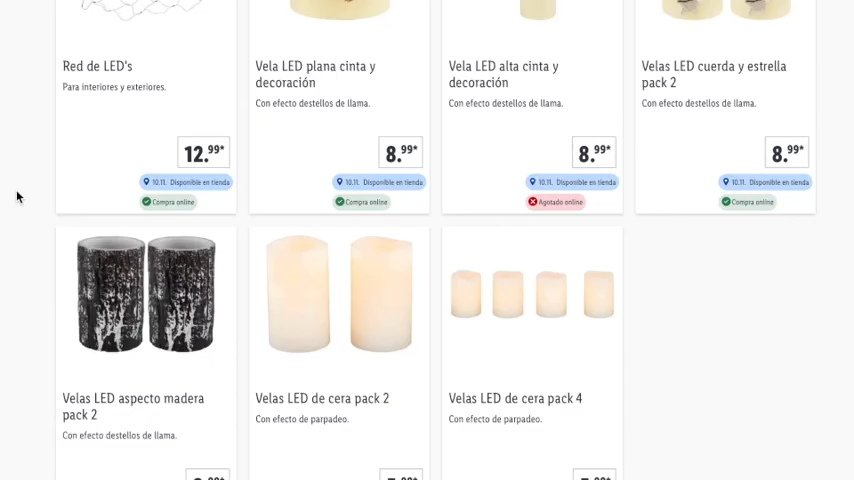 Red de LED's
Para interiores y exteriores.
12.99*
10.11. Disponible en tienda
Compra online
Vela LED plana cinta y
decoración
Con efecto destellos de llama.
8.99*
10.11. Disponible en tienda
Compra online
Vela LED alta cinta y
decoración
Con efecto destellos de llama.
8.99*
10.11. Disponible en tienda
Agotado online
Velas LED cuerda y estrella
pack 2
Con efecto destellos de llama.
8.99*
10.11. Disponible en tienda
Compra online
Velas LED aspecto madera
pack 2
Con efecto destellos de llama.
Velas LED de cera pack 2
Con efecto de parpadeo.
Velas LED de cera pack 4
Con efecto de parpadeo.